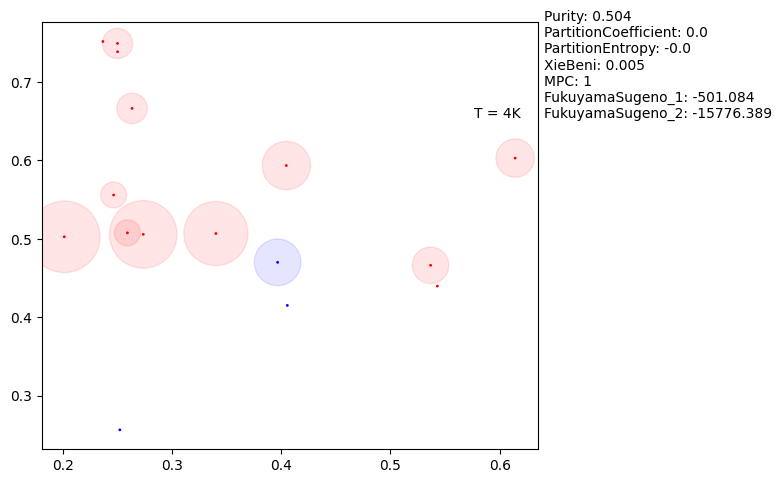 Purity: 0.504
PartitionCoefficient: 0.0
PartitionEntropy: -0.0
XieBeni: 0.005
MPC: 1
FukuyamaSugeno_1: -501.084
FukuyamaSugeno_2: -15776.389
T = 4K
0.7
0.6
0.5
0.4
0.3
0.2 0.3 0.4 0.5 0.6